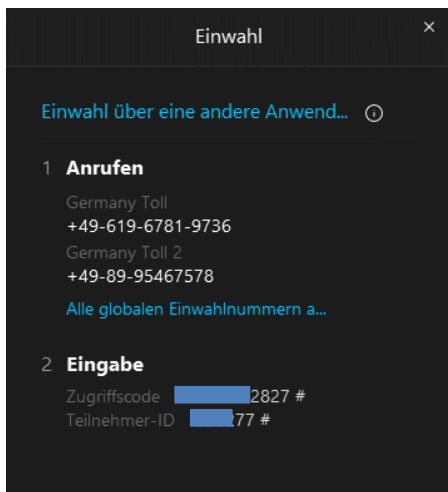 Einwahl
Einwahl über eine andere Anwend...
1. Anrufen
Germany Toll
+49-619-6781-9736
Germany Toll 2
+49-89-95467578
Alle globalen Einwahlnummern a...
2 Eingabe
Zugriffscode 2827 #
Teilnehmer-ID 77 #